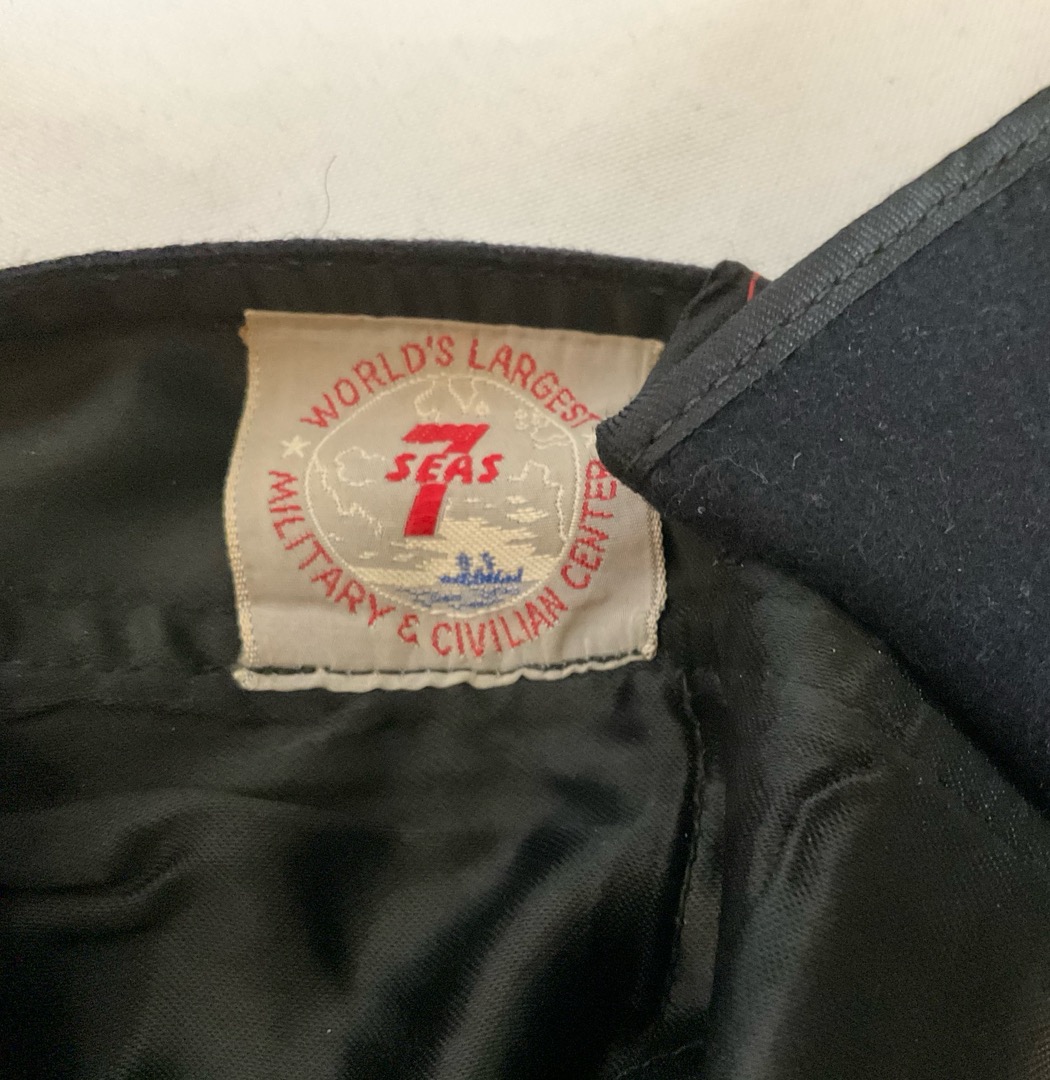 WORLD'S LARGEST
7
SEAS
MILITARY & CIVILIAN CENTER